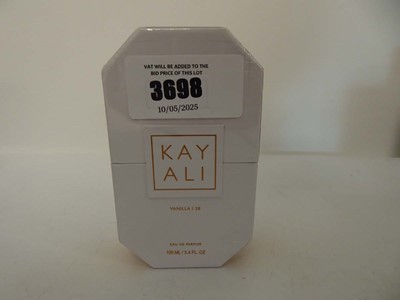 VAT WILL BE ADDED TO THE
BID PRICE OF THIS LOT
3698
10/05/2025
KAY
ALI
VANILLA | 28
EAU DE PARFUM
100 ML / 3.4 FL. OZ